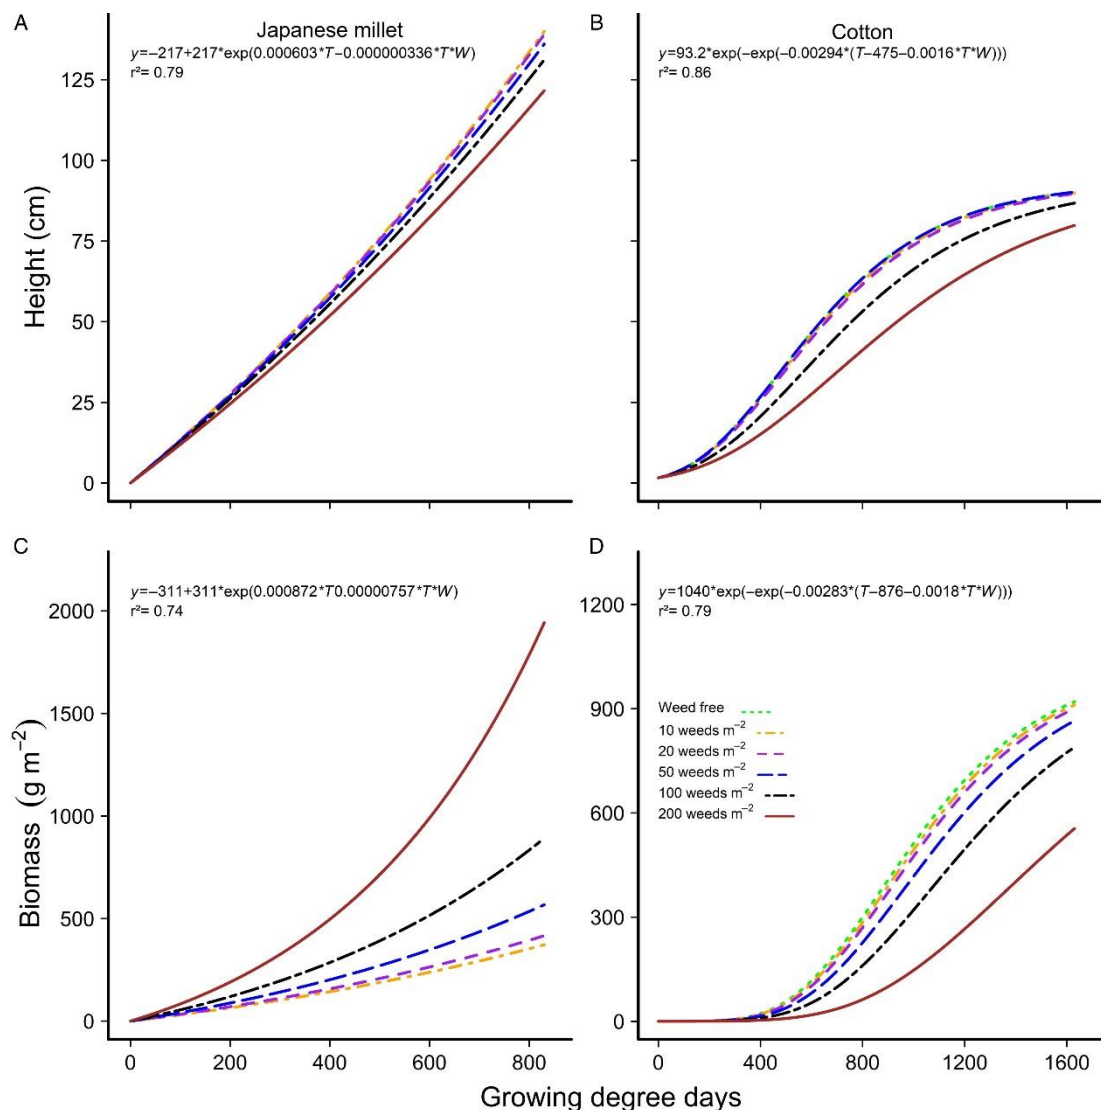 A
Japanese millet
y=−217+217*exp(0.000603*T−0.000000336*T*W)
r²= 0.79
125
100
75
50
25
0
Height (cm)
B
Cotton
y=93.2*exp(−exp(−0.00294*(T−475−0.0016*T*W)))
r²= 0.86
C
y=−311+311*exp(0.000872*T0.00000757*T*W)
r²= 0.74
2000
1500
1000
500
0
Biomass (g m⁻²)
0 200 400 600 800
D
y=1040*exp(−exp(−0.00283*(T−876−0.0018*T*W)))
r²= 0.79
1200
900
600
300
0
Weed free
10 weeds m⁻²
20 weeds m⁻²
50 weeds m⁻²
100 weeds m⁻²
200 weeds m⁻²
0 400 800 1200 1600
Growing degree days